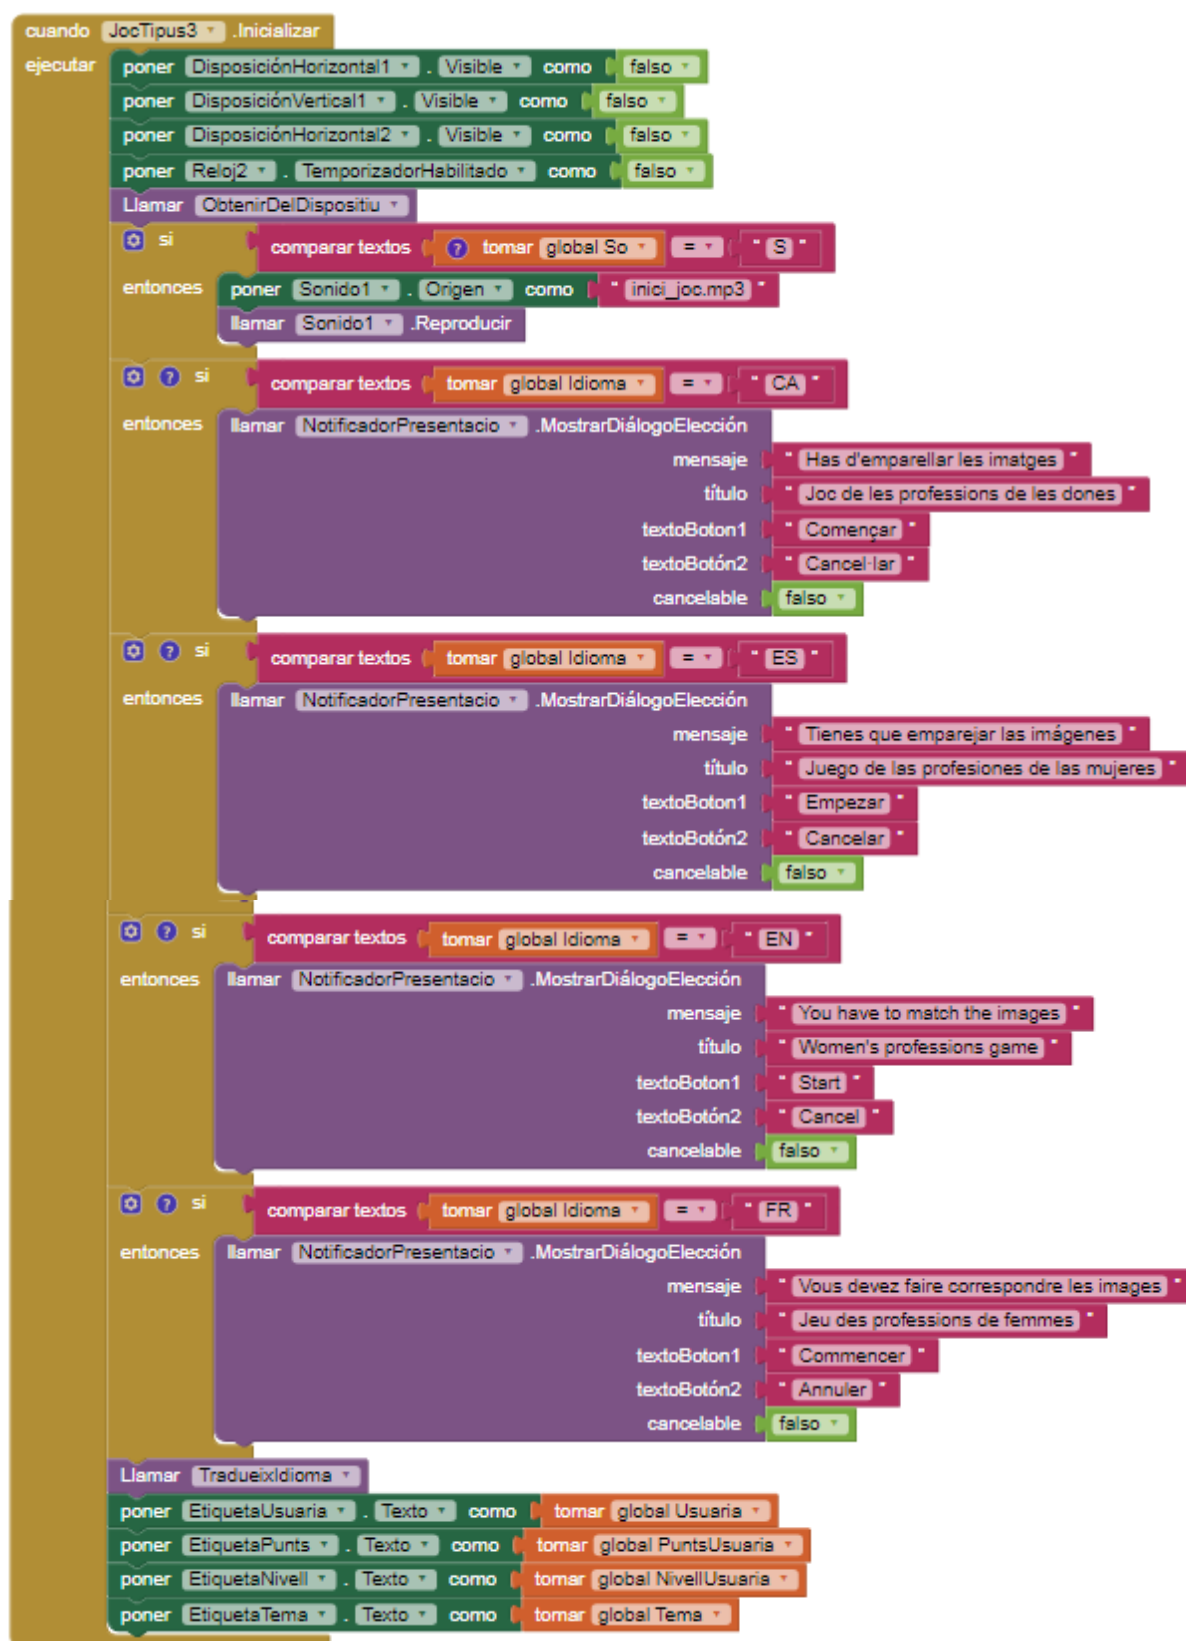 cuando JocTipus3 .Inicializar
ejecutar poner DisposiciónHorizontal1 . Visible como falso
poner DisposiciónVertical1 . Visible como falso
poner DisposiciónHorizontal2 . Visible como falso
poner Reloj2 . TemporizadorHabilitado como falso
Llamar ObtenirDelDispositiu
si comparar textos tomar global So = " S "
entonces poner Sonido1 . Origen como " inici_joc.mp3 "
llamar Sonido1 .Reproducir
si comparar textos tomar global Idioma = " CA "
entonces llamar NotificadorPresentacio .MostrarDiálogoElección
mensaje " Has d'emparellar les imatges "
título " Joc de les professions de les dones "
textoBoton1 " Començar "
textoBotón2 " Cancel·lar "
cancelable falso
si comparar textos tomar global Idioma = " ES "
entonces llamar NotificadorPresentacio .MostrarDiálogoElección
mensaje " Tienes que emparejar las imágenes "
título " Juego de las profesiones de las mujeres "
textoBoton1 " Empezar "
textoBotón2 " Cancelar "
cancelable falso
si comparar textos tomar global Idioma = " EN "
entonces llamar NotificadorPresentacio .MostrarDiálogoElección
mensaje " You have to match the images "
título " Women's professions game "
textoBoton1 " Start "
textoBotón2 " Cancel "
cancelable falso
si comparar textos tomar global Idioma = " FR "
entonces llamar NotificadorPresentacio .MostrarDiálogoElección
mensaje " Vous devez faire correspondre les images "
título " Jeu des professions de femmes "
textoBoton1 " Commencer "
textoBotón2 " Annuler "
cancelable falso
Llamar TradueixIdioma
poner EtiquetaUsuaria . Texto como tomar global Usuaria
poner EtiquetaPunts . Texto como tomar global PuntsUsuaria
poner EtiquetaNivell . Texto como tomar global NivellUsuaria
poner EtiquetaTema . Texto como tomar global Tema